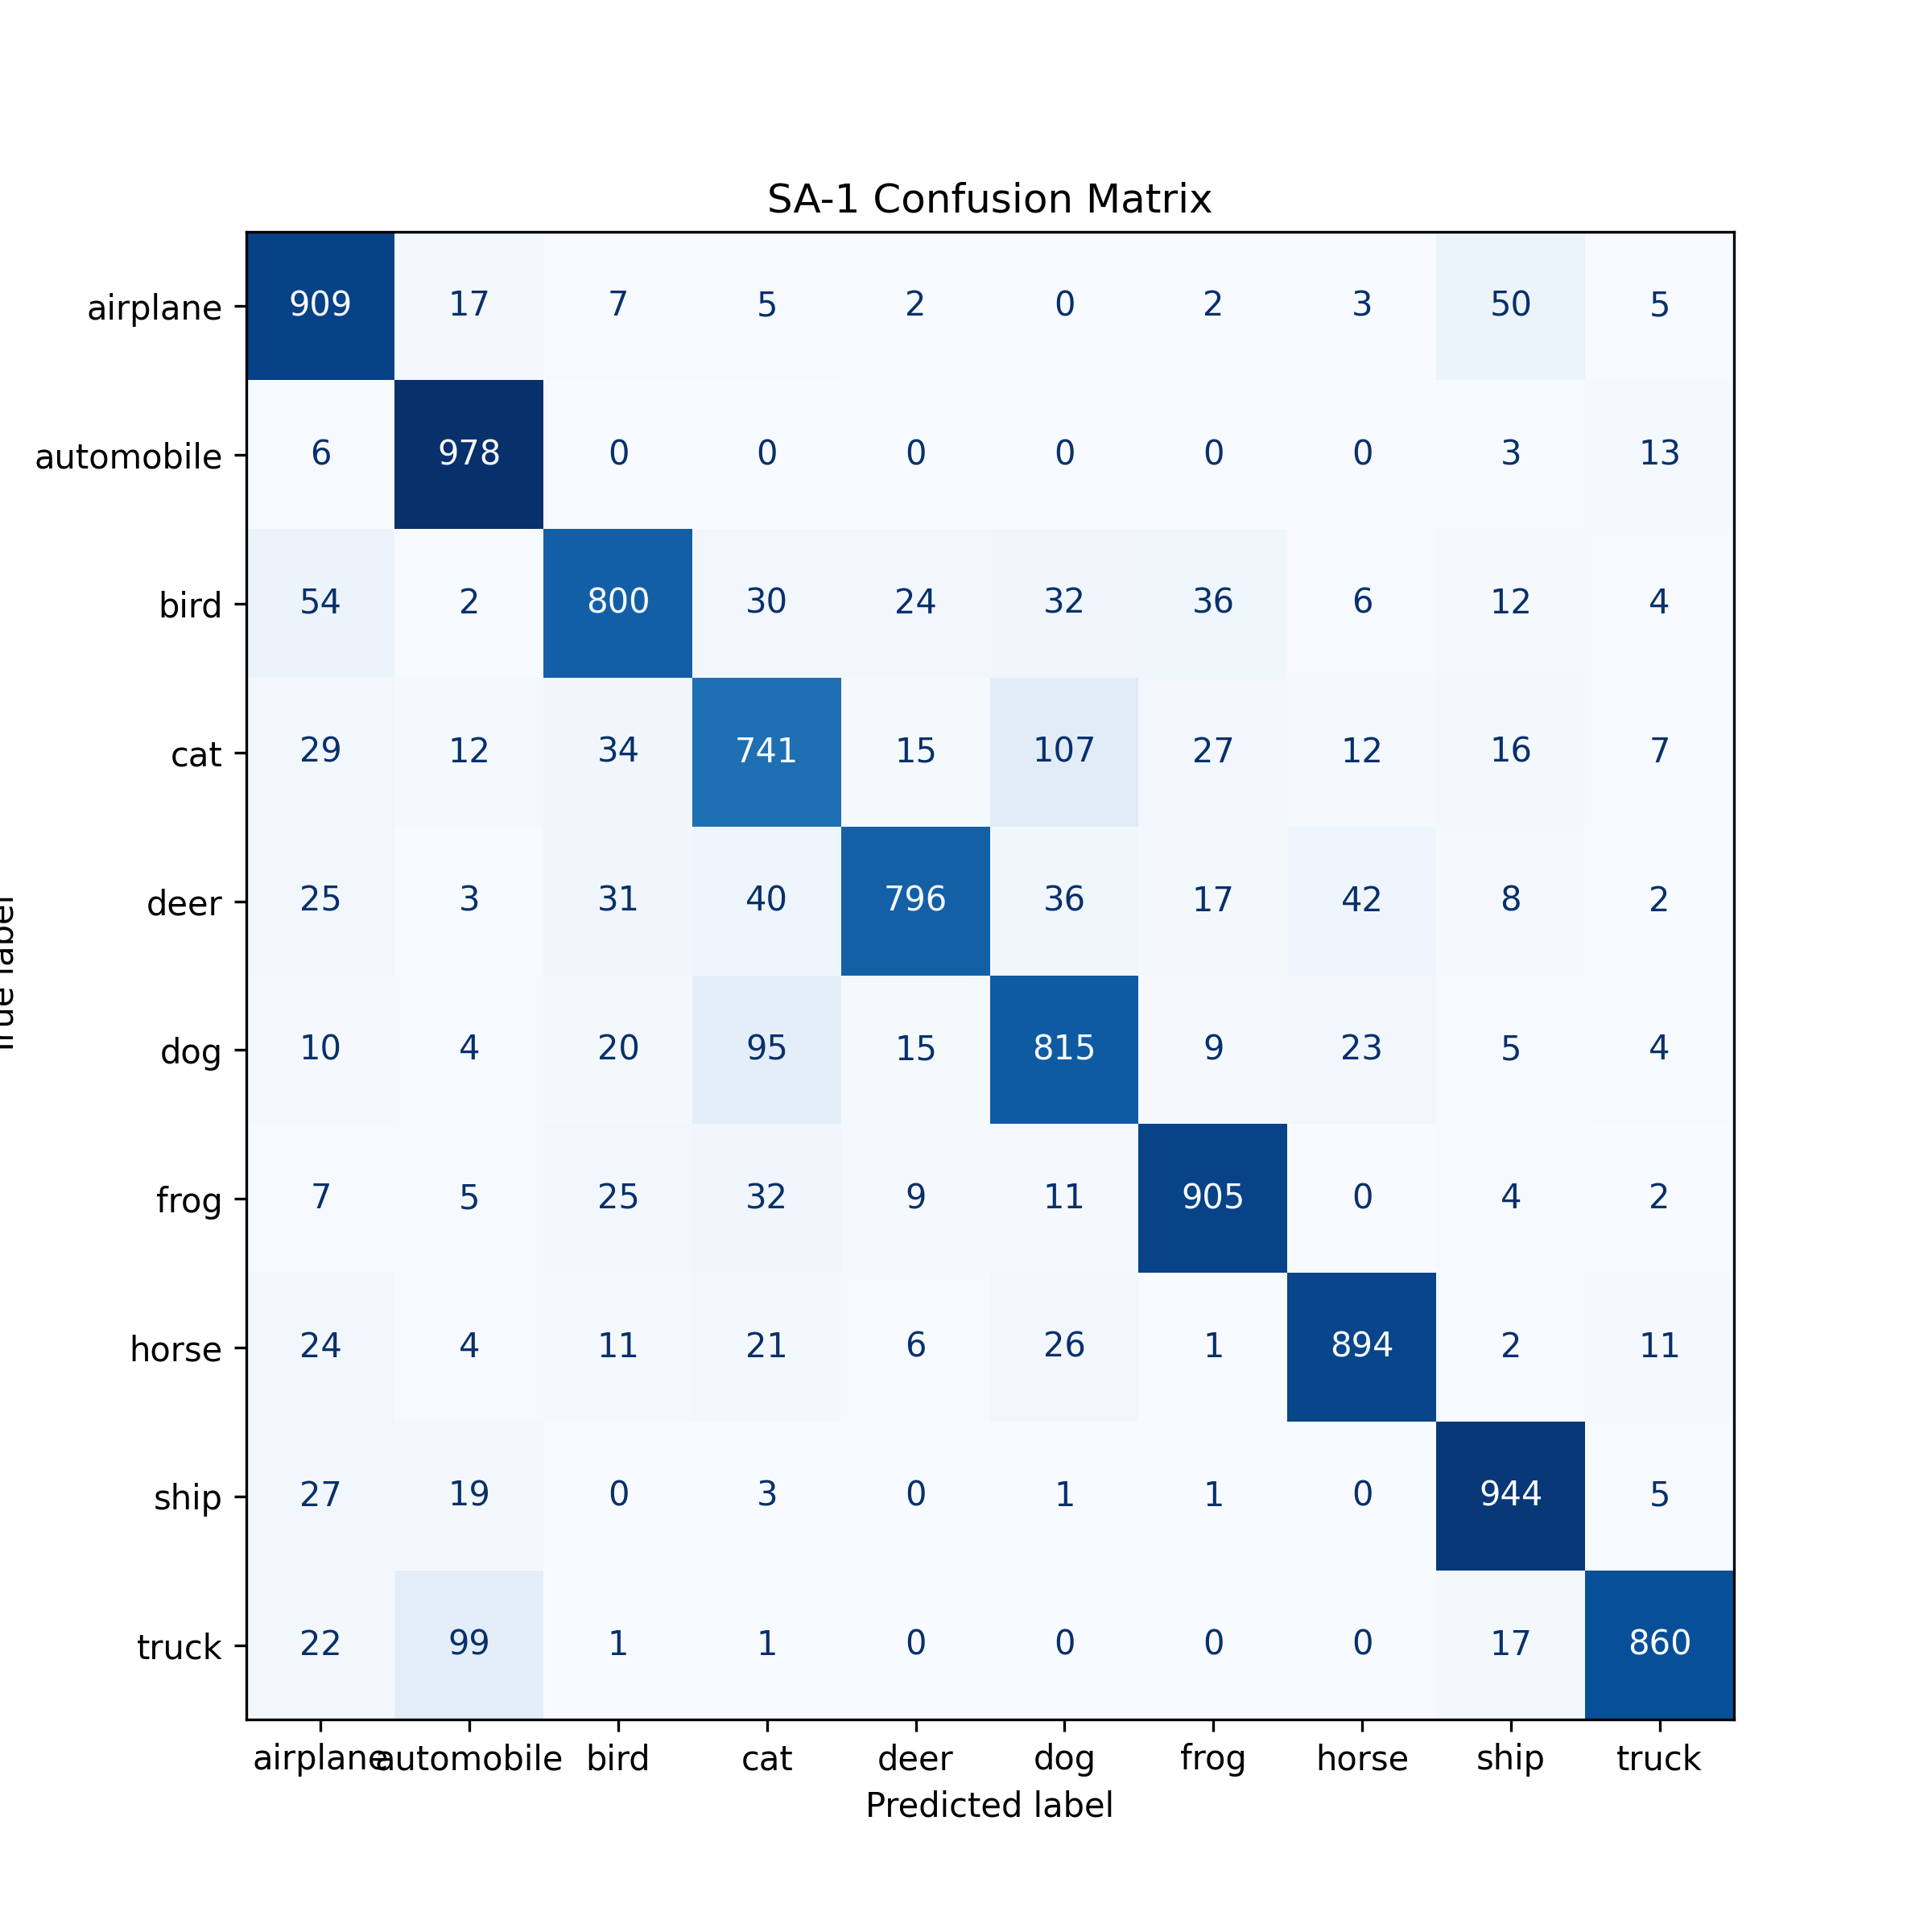 SA-1 Confusion Matrix
airplane 909 17 7 5 2 0 2 3 50 5
automobile 6 978 0 0 0 0 0 0 3 13
bird 54 2 800 30 24 32 36 6 12 4
cat 29 12 34 741 15 107 27 12 16 7
deer 25 3 31 40 796 36 17 42 8 2
dog 10 4 20 95 15 815 9 23 5 4
frog 7 5 25 32 9 11 905 0 4 2
horse 24 4 11 21 6 26 1 894 2 11
ship 27 19 0 3 0 1 1 0 944 5
truck 22 99 1 1 0 0 0 0 17 860
airplane automobile bird cat deer dog frog horse ship truck
Predicted label
True label